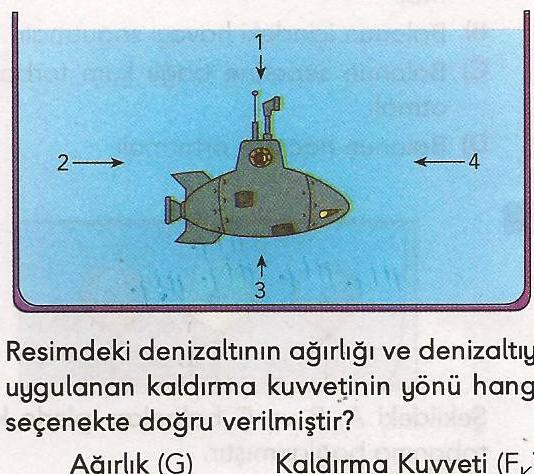 1
2
4
3
Resimdeki denizaltının ağırlığı ve denizaltıy
uygulanan kaldırma kuvvetinin yönü hang
seçenekte doğru verilmiştir?
Ağırlık (G) Kaldırma Kuvveti (FK)